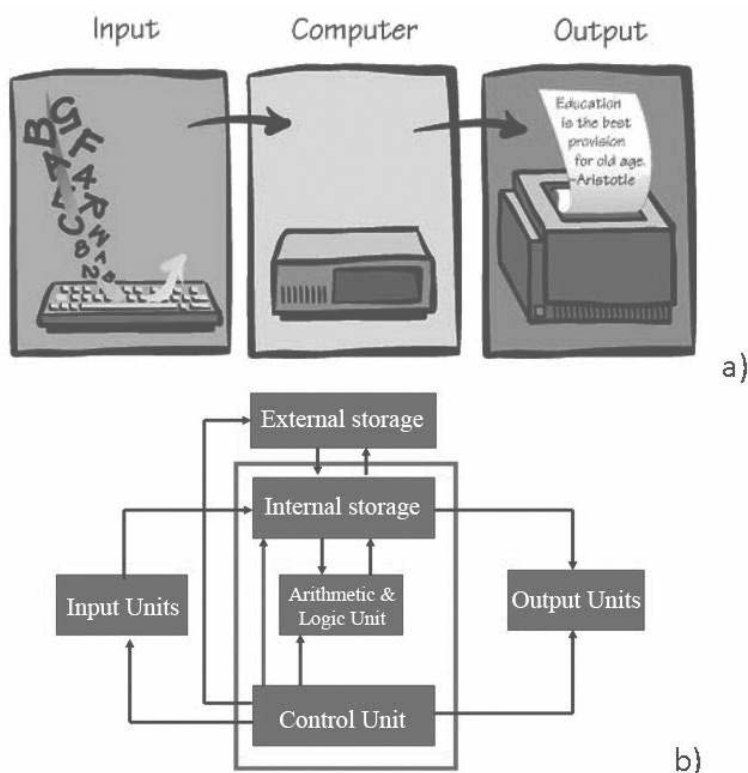 Input
Computer
Output
Education
is the best
provision
for old age.
-Aristotle
a)
External storage
Internal storage
Input Units
Arithmetic &
Logic Unit
Output Units
Control Unit
b)